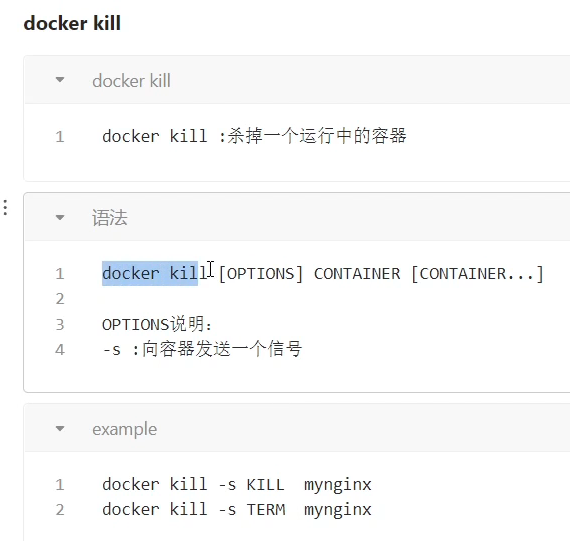 docker kill
docker kill
1 docker kill :杀掉一个运行中的容器
语法
1 docker kill [OPTIONS] CONTAINER [CONTAINER...]
2
3 OPTIONS说明:
4 -s :向容器发送一个信号
example
1 docker kill -s KILL  mynginx
2 docker kill -s TERM  mynginx